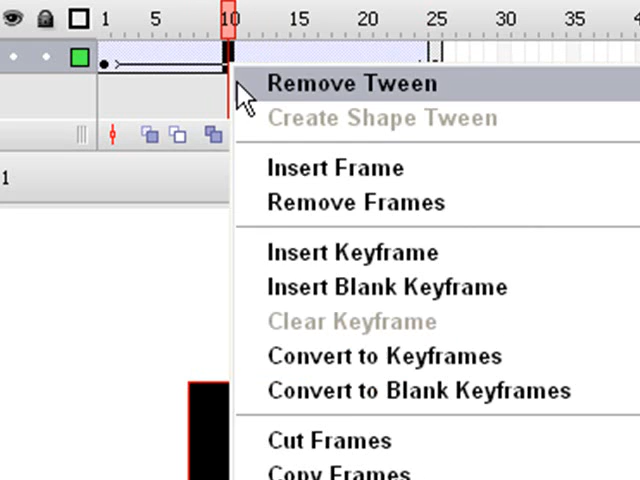 1 5 10 15 20 25 30 35 40
Remove Tween
Create Shape Tween
Insert Frame
Remove Frames
1
Insert Keyframe
Insert Blank Keyframe
Clear Keyframe
Convert to Keyframes
Convert to Blank Keyframes
Cut Frames
Copy Frames